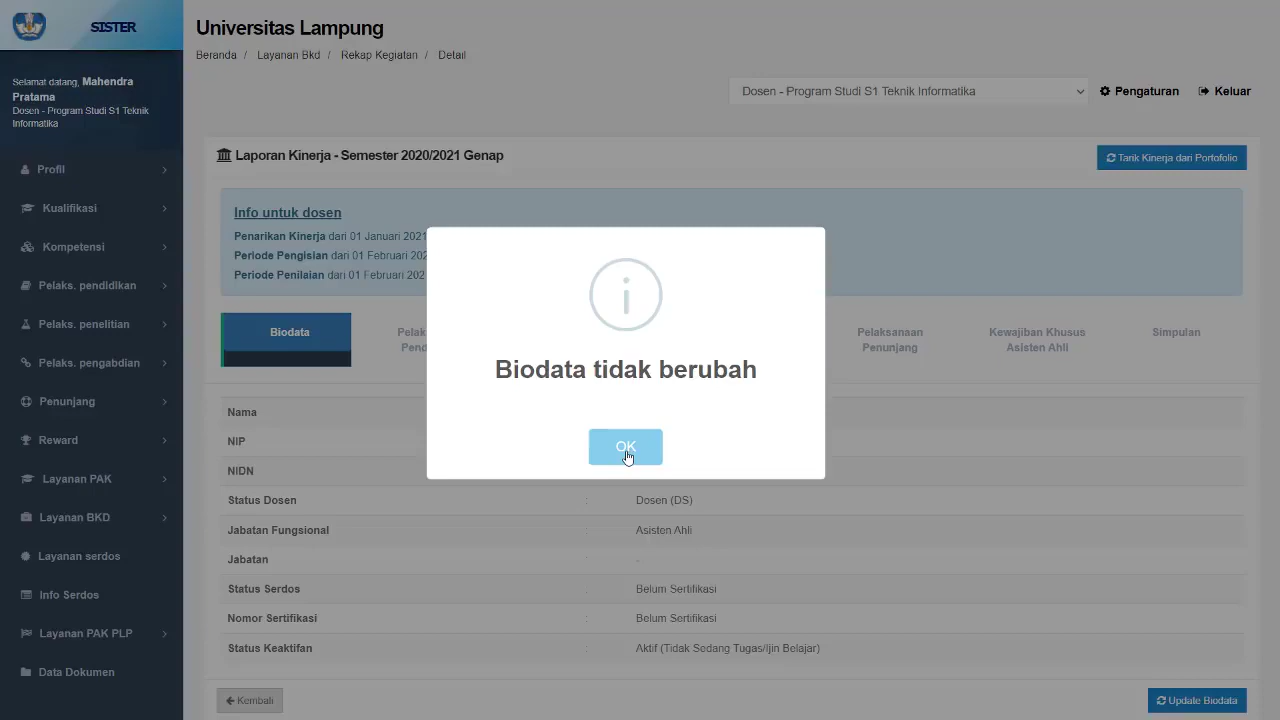 SISTER
Selamat datang, Mahendra
Pratama
Dosen - Program Studi S1 Teknik
Informatika
Profil
Kualifikasi
Kompetensi
Pelaks. pendidikan
Pelaks. penelitian
Pelaks. pengabdian
Penunjang
Reward
Layanan PAK
Layanan BKD
Layanan serdos
Info Serdos
Layanan PAK PLP
Data Dokumen
Universitas Lampung
Beranda / Layanan Bkd / Rekap Kegiatan / Detail
Dosen - Program Studi S1 Teknik Informatika
Pengaturan
Keluar
Laporan Kinerja - Semester 2020/2021 Genap
Tarik Kinerja dari Portofolio
Info untuk dosen
Penarikan Kinerja dari 01 Januari 2021
Periode Pengisian dari 01 Februari 202
Periode Penilaian dari 01 Februari 202
Biodata
Pelak
Pend
Pelaksanaan
Penunjang
Kewajiban Khusus
Asisten Ahli
Simpulan
Biodata tidak berubah
OK
Nama
NIP
NIDN
Status Dosen : Dosen (DS)
Jabatan Fungsional : Asisten Ahli
Jabatan : -
Status Serdos : Belum Sertifikasi
Nomor Sertifikasi : Belum Sertifikasi
Status Keaktifan : Aktif (Tidak Sedang Tugas/Ijin Belajar)
Kembali
Update Biodata